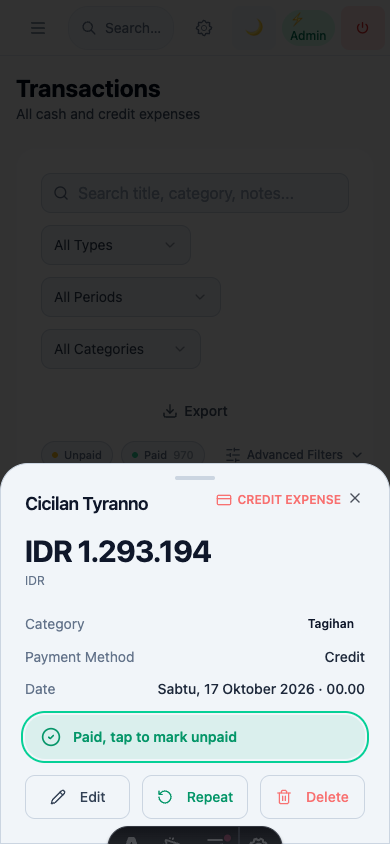 Search...
Admin
Transactions
All cash and credit expenses
Search title, category, notes...
All Types
All Periods
All Categories
Export
Unpaid
Paid 970
Advanced Filters
Cicilan Tyranno
CREDIT EXPENSE
IDR 1.293.194
IDR
Category
Tagihan
Payment Method
Credit
Date
Sabtu, 17 Oktober 2026 · 00.00
Paid, tap to mark unpaid
Edit
Repeat
Delete